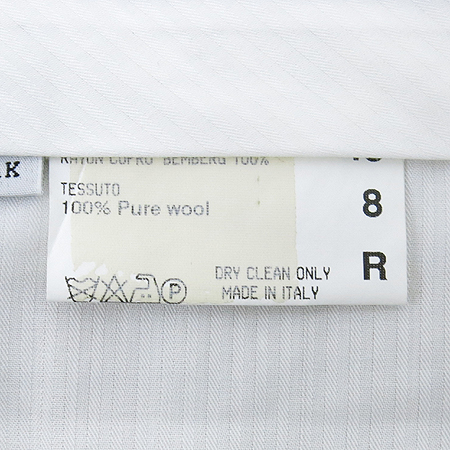 RAYON CUPRO BEMBERG 100%
TESSUTO
100% Pure wool
8
R
P
DRY CLEAN ONLY
MADE IN ITALY
K